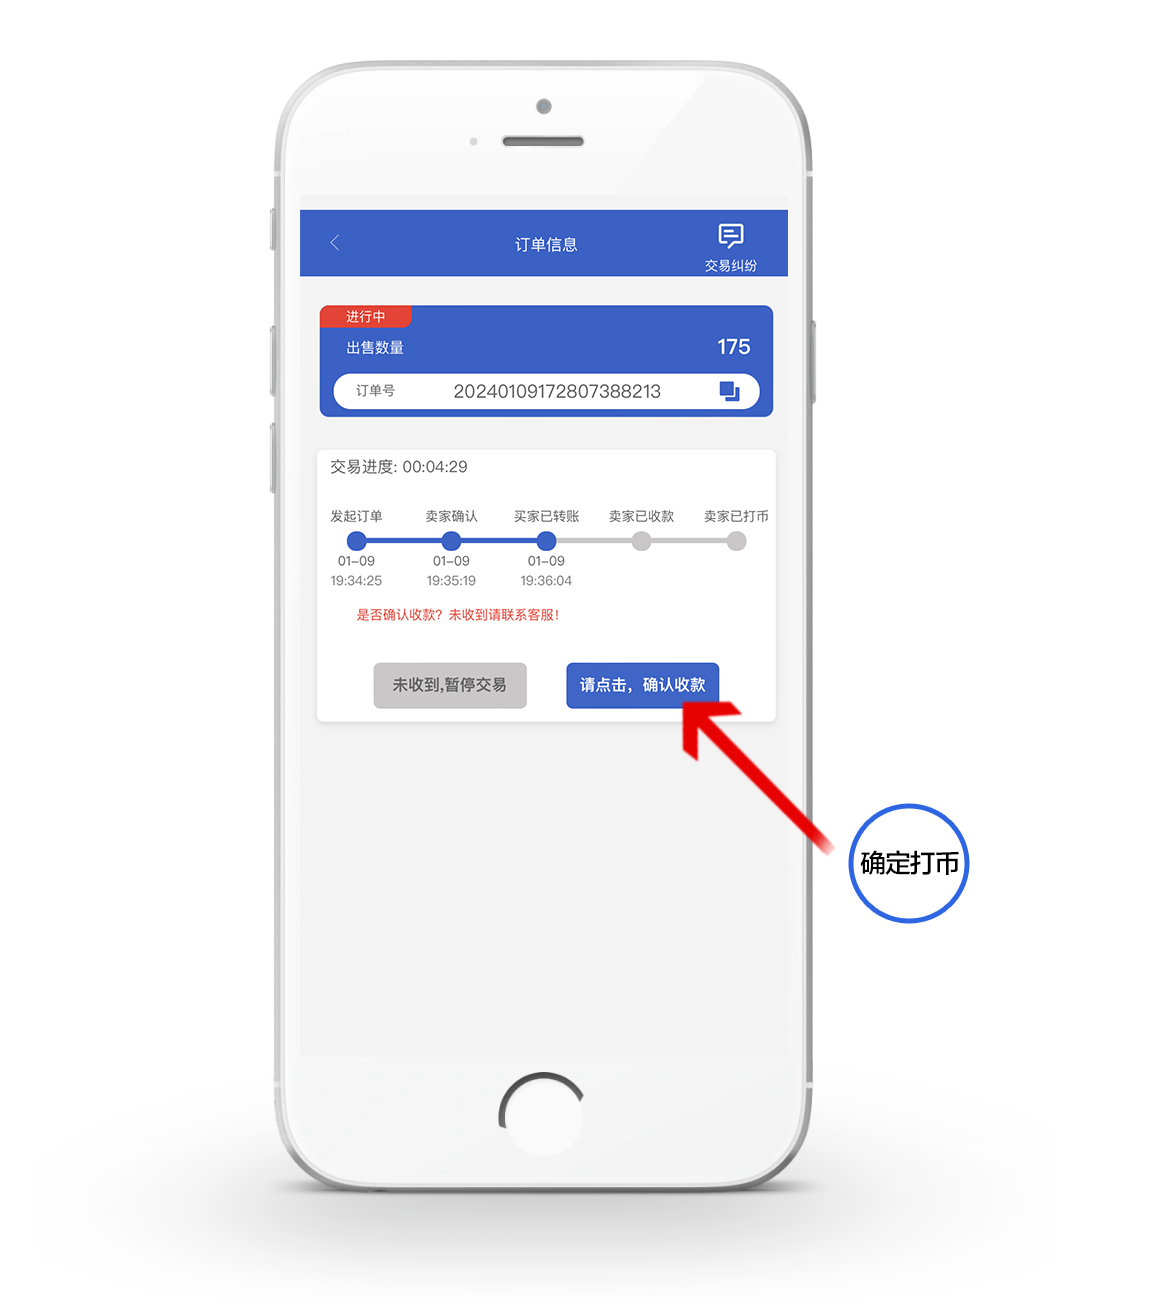 订单信息
交易纠纷
进行中
出售数量 175
订单号 20240109172807388213
交易进度: 00:04:29
发起订单 卖家确认 买家已转账 卖家已收款 卖家已打币
01-09 01-09 01-09
19:34:25 19:35:19 19:36:04
是否确认收款？未收到请联系客服！
未收到,暂停交易 请点击，确认收款
确定打币